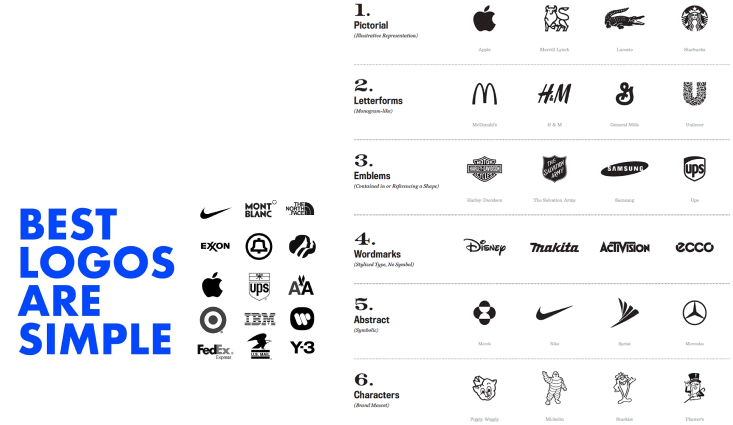 BEST
LOGOS
ARE
SIMPLE
MONT
BLANC
THE
NORTH
FACE
EXXON
ups
AA
IBM
FedEx
Express
U.S. MAIL
Y-3
1.
Pictorial
(Illustrative Representation)
Apple
Merrill Lynch
Lacoste
Starbucks
2.
Letterforms
(Monogram-like)
H&M
G
U
McDonald's
H & M
General Mills
Unilever
3.
Emblems
(Contained in or Referencing a Shape)
HARLEY-DAVIDSON
CYCLES
THE
SALVATION
ARMY
SAMSUNG
ups
Harley Davidson
The Salvation Army
Samsung
Ups
4.
Wordmarks
(Stylized Type, No Symbol)
Disney
makita
ACTIVISION
ecco
5.
Abstract
(Symbolic)
Nike
Sprint
Mercedes
6.
Characters
(Brand Mascot)
Piggly Wiggly
Michelin
Planter's